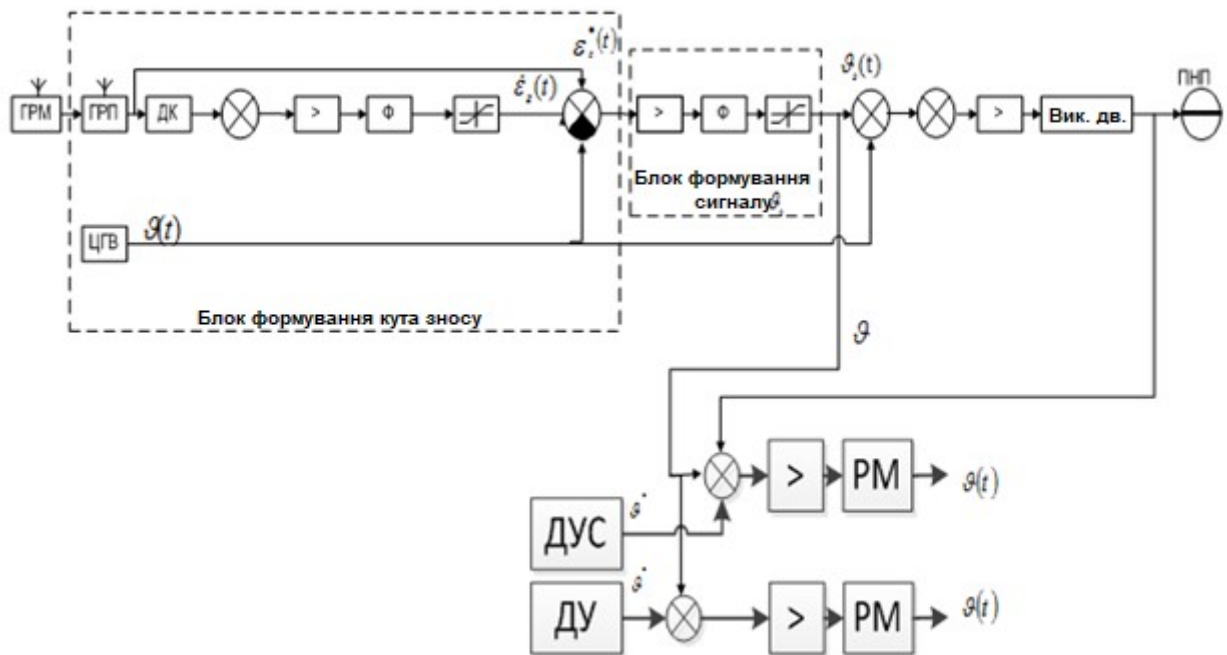 ε*г(t)
ε̇г(t)
ϑз(t)
ПНП
ГРМ
ГРП
ДК
>
Ф
>
Ф
>
Вик. дв.
Блок формування
сигналу ϑ
ЦГВ
ϑ(t)
Блок формування кута зносу
ϑ
>
РМ
ϑ(t)
ДУС
ϑ*
ϑ*
ДУ
>
РМ
ϑ(t)